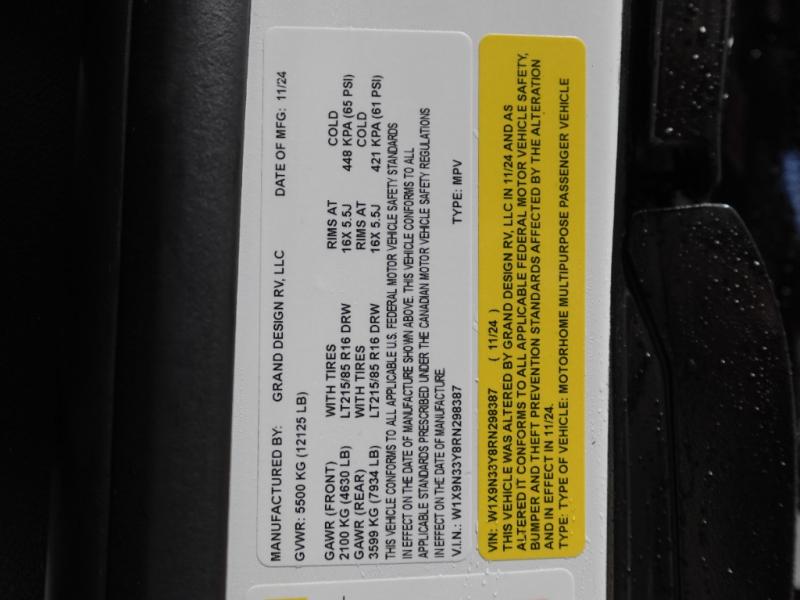 MANUFACTURED BY: GRAND DESIGN RV, LLC DATE OF MFG: 11/24
GVWR: 5500 KG (12125 LB)
GAWR (FRONT) WITH TIRES RIMS AT COLD
2100 KG (4630 LB) LT215/85 R16 DRW 16X 5.5J 448 KPA (65 PSI)
GAWR (REAR) WITH TIRES RIMS AT COLD
3599 KG (7934 LB) LT215/85 R16 DRW 16X 5.5J 421 KPA (61 PSI)
THIS VEHICLE CONFORMS TO ALL APPLICABLE U.S. FEDERAL MOTOR VEHICLE SAFETY STANDARDS
IN EFFECT ON THE DATE OF MANUFACTURE SHOWN ABOVE. THIS VEHICLE CONFORMS TO ALL
APPLICABLE STANDARDS PRESCRIBED UNDER THE CANADIAN MOTOR VEHICLE SAFETY REGULATIONS
IN EFFECT ON THE DATE OF MANUFACTURE.
V.I.N.: W1X9N33Y8RN298387 TYPE: MPV
VIN: W1X9N33Y8RN298387 ( 11/24 )
THIS VEHICLE WAS ALTERED BY GRAND DESIGN RV, LLC IN 11/24 AND AS
ALTERED IT CONFORMS TO ALL APPLICABLE FEDERAL MOTOR VEHICLE SAFETY,
BUMPER AND THEFT PREVENTION STANDARDS AFFECTED BY THE ALTERATION
AND IN EFFECT IN 11/24.
TYPE: TYPE OF VEHICLE: MOTORHOME MULTIPURPOSE PASSENGER VEHICLE